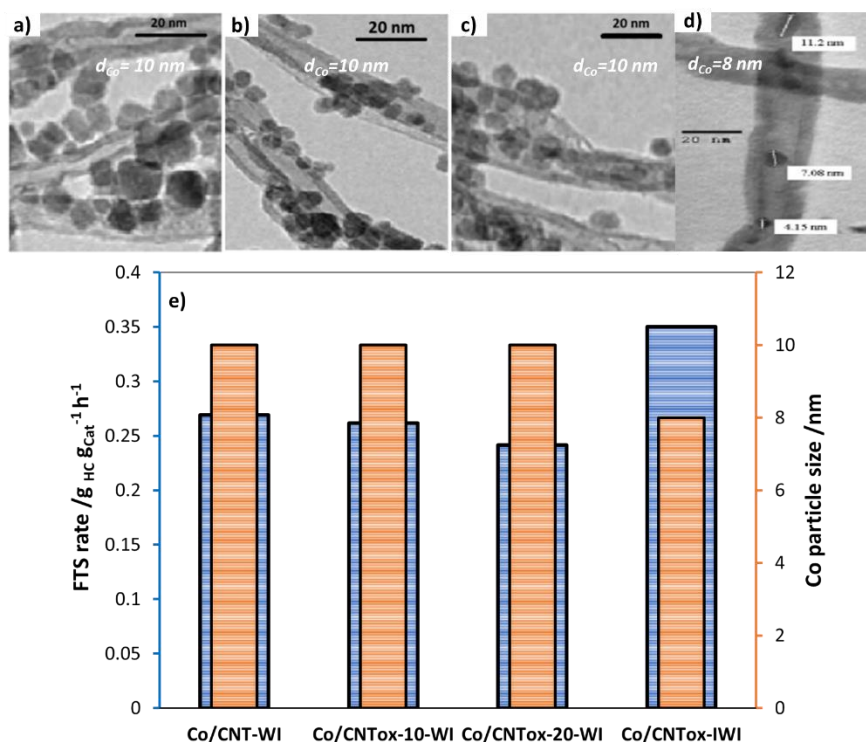 a)
20 nm
dCo= 10 nm
b)
20 nm
dCo=10 nm
c)
20 nm
dCo=10 nm
d)
11.2 nm
dCo=8 nm
20 nm
7.08 nm
4.15 nm
e)
FTS rate /g HC gCat-1 h-1
0.4
0.35
0.3
0.25
0.2
0.15
0.1
0.05
0
12
10
8
6
4
2
0
Co particle size /nm
Co/CNT-WI Co/CNTox-10-WI Co/CNTox-20-WI Co/CNTox-IWI